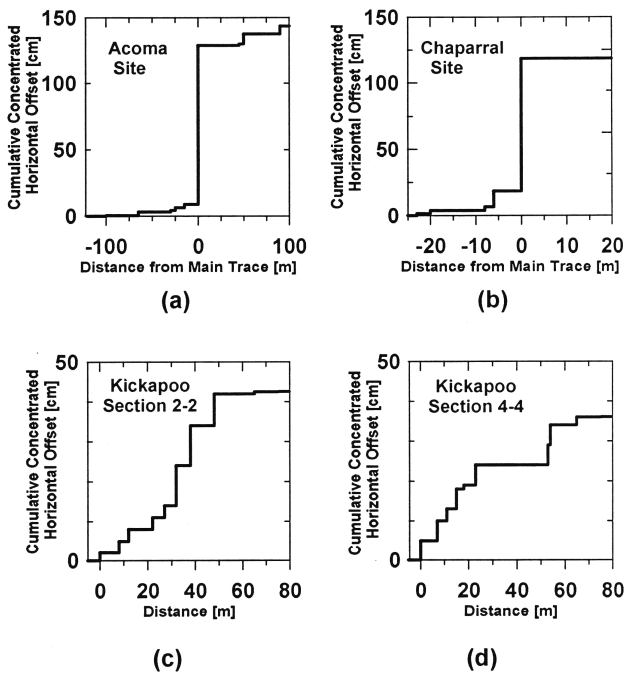 Cumulative Concentrated
Horizontal Offset [cm]
150
100
50
0
Acoma
Site
-100
0
100
Distance from Main Trace [m]
(a)
Cumulative Concentrated
Horizontal Offset [cm]
150
100
50
0
Chaparral
Site
-20
-10
0
10
20
Distance from Main Trace [m]
(b)
Cumulative Concentrated
Horizontal Offset [cm]
50
0
Kickapoo
Section 2-2
0
20
40
60
80
Distance [m]
(c)
Cumulative Concentrated
Horizontal Offset [cm]
50
0
Kickapoo
Section 4-4
0
20
40
60
80
Distance [m]
(d)